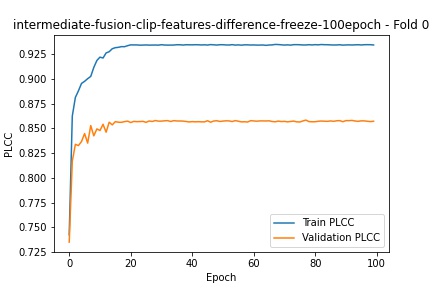 intermediate-fusion-clip-features-difference-freeze-100epoch - Fold 0
PLCC
0.925
0.900
0.875
0.850
0.825
0.800
0.775
0.750
0.725
Train PLCC
Validation PLCC
0 20 40 60 80 100
Epoch